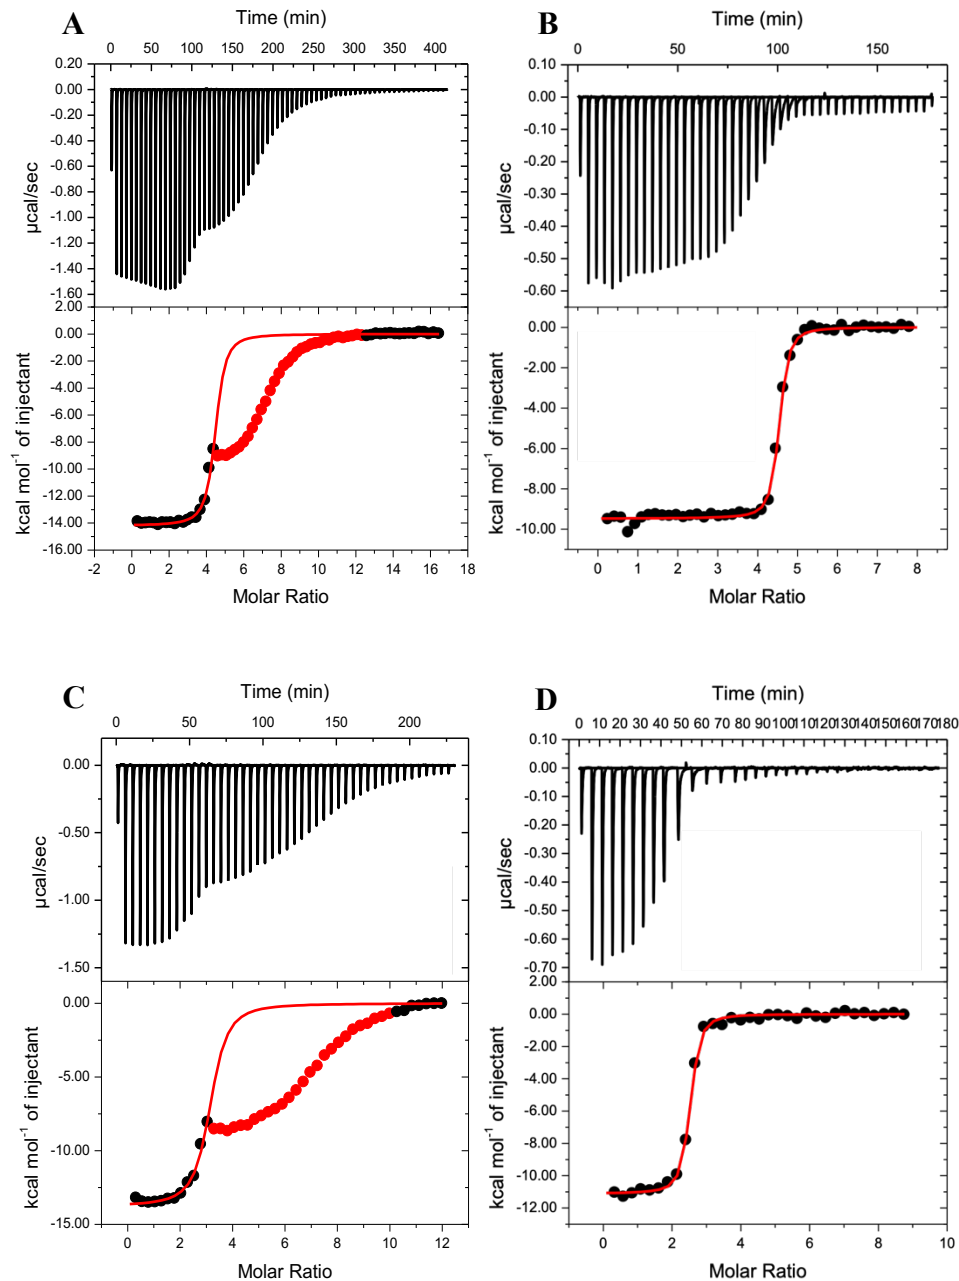 A
Time (min)
0 50 100 150 200 250 300 350 400
0.20
0.00
-0.20
-0.40
-0.60
-0.80
-1.00
-1.20
-1.40
-1.60
µcal/sec
2.00
0.00
-2.00
-4.00
-6.00
-8.00
-10.00
-12.00
-14.00
-16.00
kcal mol⁻¹ of injectant
-2 0 2 4 6 8 10 12 14 16 18
Molar Ratio
B
Time (min)
0 50 100 150
0.10
0.00
-0.10
-0.20
-0.30
-0.40
-0.50
-0.60
µcal/sec
0.00
-2.00
-4.00
-6.00
-8.00
-10.00
kcal mol⁻¹ of injectant
0 1 2 3 4 5 6 7 8
Molar Ratio
C
Time (min)
0 50 100 150 200
0.00
-0.50
-1.00
-1.50
µcal/sec
0.00
-5.00
-10.00
-15.00
kcal mol⁻¹ of injectant
0 2 4 6 8 10 12
Molar Ratio
D
Time (min)
0 10 20 30 40 50 60 70 80 90 100 110 120 130 140 150 160 170 180
0.10
0.00
-0.10
-0.20
-0.30
-0.40
-0.50
-0.60
-0.70
µcal/sec
2.00
0.00
-2.00
-4.00
-6.00
-8.00
-10.00
-12.00
kcal mol⁻¹ of injectant
0 2 4 6 8 10
Molar Ratio